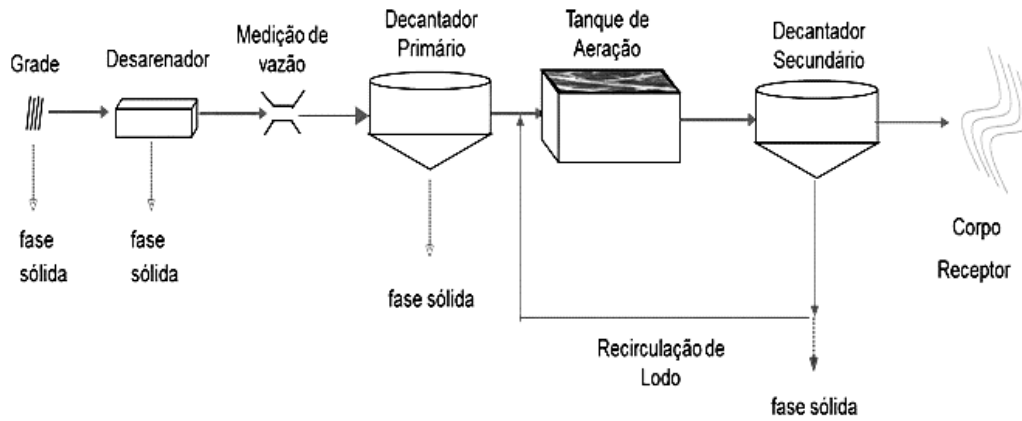 Grade
Desarenador
Medição de
vazão
Decantador
Primário
Tanque de
Aeração
Decantador
Secundário
fase
sólida
fase
sólida
fase sólida
Recirculação de
Lodo
fase sólida
Corpo
Receptor